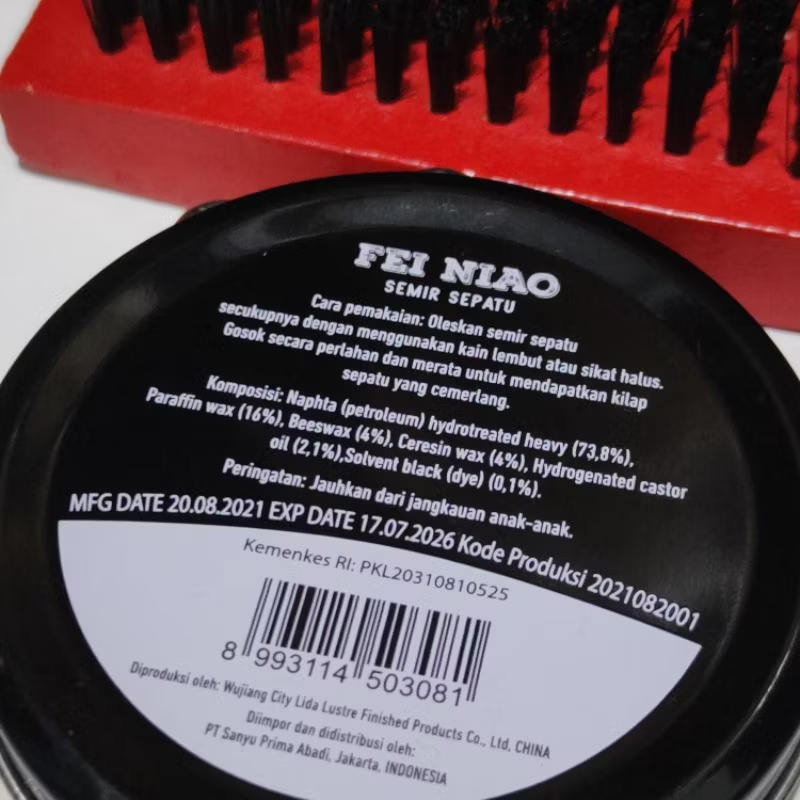 FEI NIAO
SEMIR SEPATU
Cara pemakaian: Oleskan semir sepatu
secukupnya dengan menggunakan kain lembut atau sikat halus.
Gosok secara perlahan dan merata untuk mendapatkan kilap
sepatu yang cemerlang.
Komposisi: Naphta (petroleum) hydrotreated heavy (73,8%),
Paraffin wax (16%), Beeswax (4%), Ceresin wax (4%), Hydrogenated castor
oil (2,1%),Solvent black (dye) (0,1%).
Peringatan: Jauhkan dari jangkauan anak-anak.
MFG DATE 20.08.2021 EXP DATE 17.07.2026 Kode Produksi 2021082001
Kemenkes RI: PKL20310810525
8 993114 503081
Diproduksi oleh: Wujiang City Lida Lustre Finished Products Co., Ltd. CHINA
Diimpor dan didistribusi oleh:
PT Sanyu Prima Abadi, Jakarta, INDONESIA